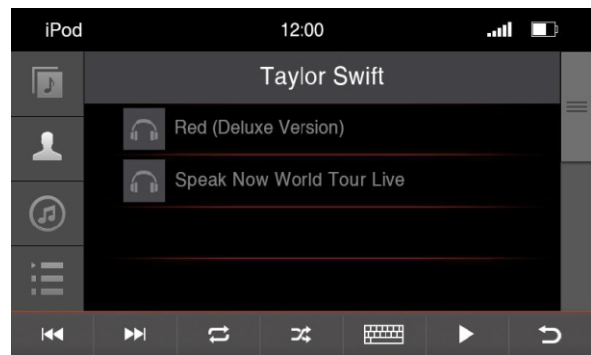 iPod
12:00
Taylor Swift
Red (Deluxe Version)
Speak Now World Tour Live